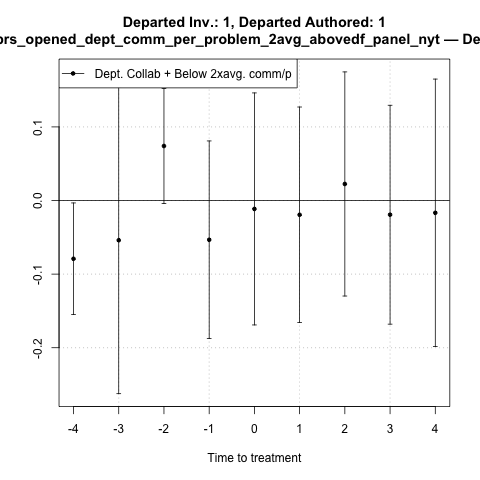 Departed Inv.: 1, Departed Authored: 1
prs_opened_dept_comm_per_problem_2avg_abovedf_panel_nyt — De
Dept. Collab + Below 2xavg. comm/p
0.1
0.0
-0.1
-0.2
-4 -3 -2 -1 0 1 2 3 4
Time to treatment